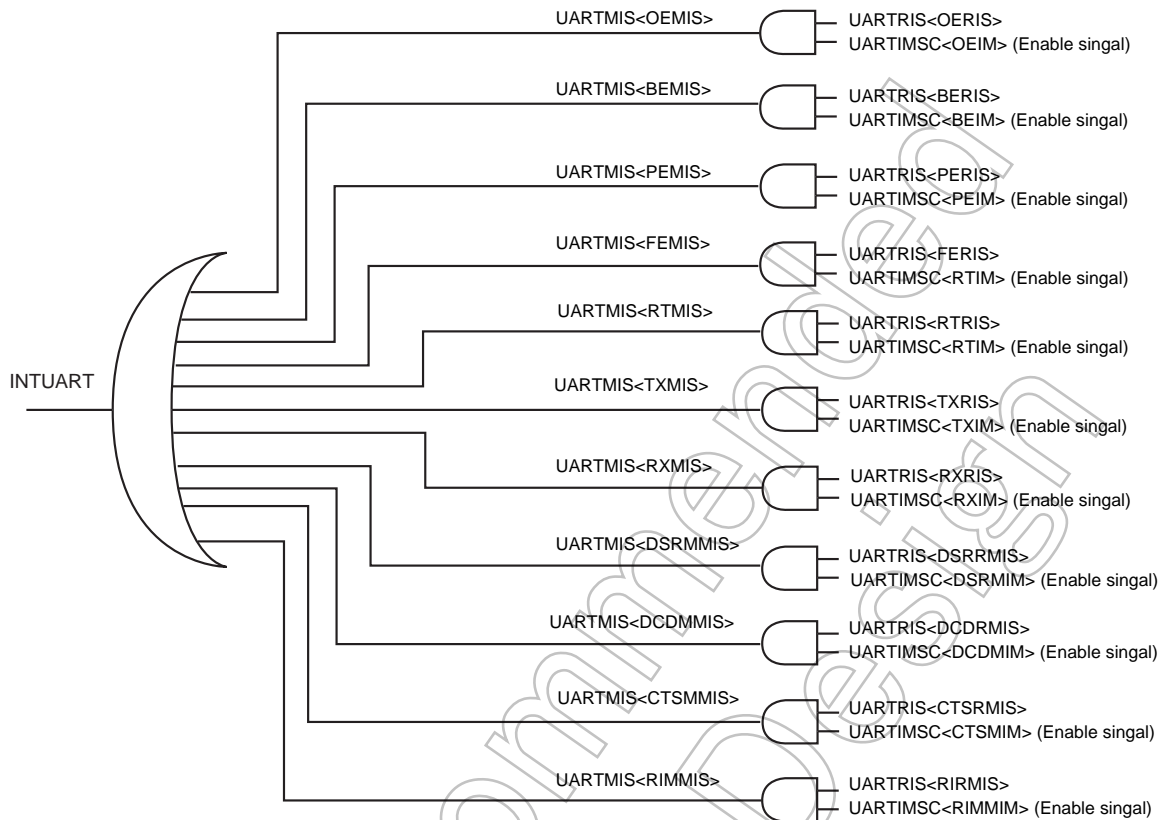 UARTMIS<OEMIS>
UARTRIS<OERIS>
UARTIMSC<OEIM> (Enable singal)
UARTMIS<BEMIS>
UARTRIS<BERIS>
UARTIMSC<BEIM> (Enable singal)
UARTMIS<PEMIS>
UARTRIS<PERIS>
UARTIMSC<PEIM> (Enable singal)
UARTMIS<FEMIS>
UARTRIS<FERIS>
UARTIMSC<RTIM> (Enable singal)
UARTMIS<RTMIS>
UARTRIS<RTRIS>
UARTIMSC<RTIM> (Enable singal)
INTUART
UARTMIS<TXMIS>
UARTRIS<TXRIS>
UARTIMSC<TXIM> (Enable singal)
UARTMIS<RXMIS>
UARTRIS<RXRIS>
UARTIMSC<RXIM> (Enable singal)
UARTMIS<DSRMMIS>
UARTRIS<DSRRMIS>
UARTIMSC<DSRMIM> (Enable singal)
UARTMIS<DCDMMIS>
UARTRIS<DCDRMIS>
UARTIMSC<DCDMIM> (Enable singal)
UARTMIS<CTSMMIS>
UARTRIS<CTSRMIS>
UARTIMSC<CTSMIM> (Enable singal)
UARTMIS<RIMMIS>
UARTRIS<RIRMIS>
UARTIMSC<RIMMIM> (Enable singal)
ommended
Design